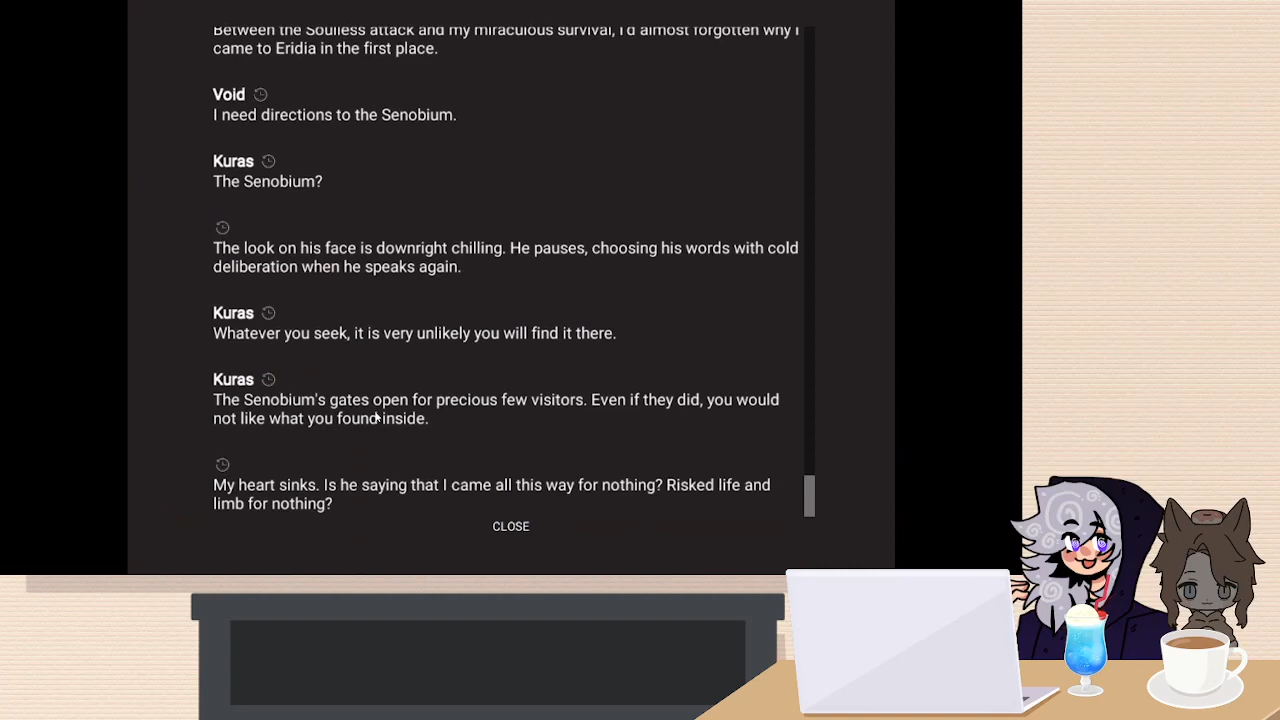 Between the Soulless attack and my miraculous survival, I'd almost forgotten why I
came to Eridia in the first place.
Void
I need directions to the Senobium.
Kuras
The Senobium?
The look on his face is downright chilling. He pauses, choosing his words with cold
deliberation when he speaks again.
Kuras
Whatever you seek, it is very unlikely you will find it there.
Kuras
The Senobium's gates open for precious few visitors. Even if they did, you would
not like what you found inside.
My heart sinks. Is he saying that I came all this way for nothing? Risked life and
limb for nothing?
CLOSE